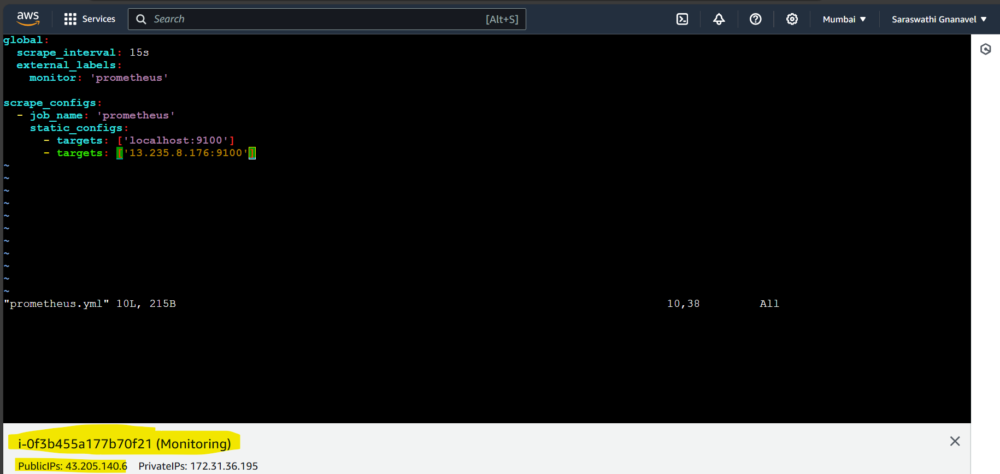 aws Services Search [Alt+S] Mumbai ▼ Saraswathi Gnanavel ▼
global:
  scrape_interval: 15s
  external_labels:
    monitor: 'prometheus'

scrape_configs:
  - job_name: 'prometheus'
    static_configs:
      - targets: ['localhost:9100']
      - targets: ['13.235.8.176:9100']
~
~
~
~
~
~
~
~
~
~
~
"prometheus.yml" 10L, 215B 10,38 All
i-0f3b455a177b70f21 (Monitoring)
PublicIPs: 43.205.140.6 PrivateIPs: 172.31.36.195